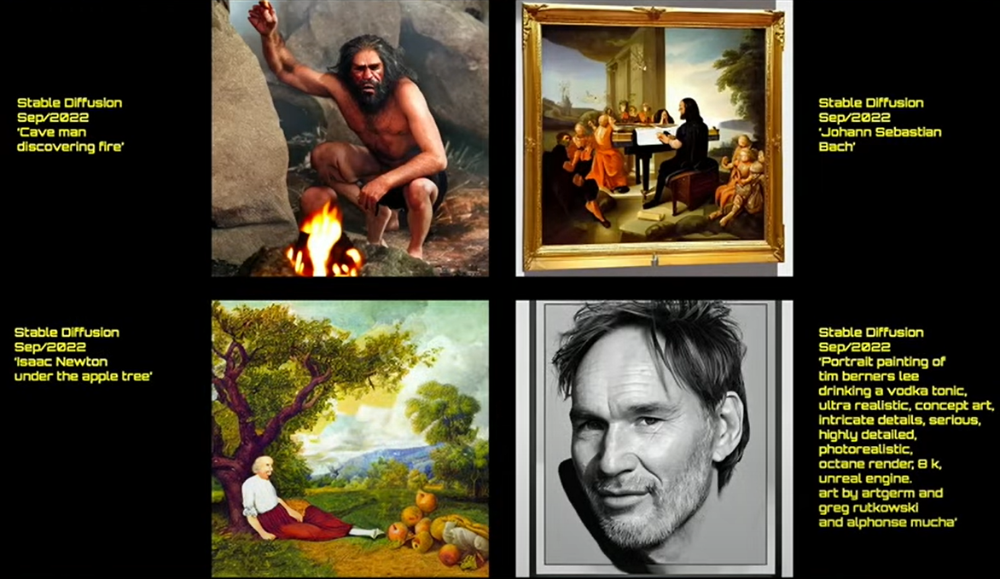 Stable Diffusion
Sep/2022
'Cave man
discovering fire'
Stable Diffusion
Sep/2022
'Johann Sebastian
Bach'
Stable Diffusion
Sep/2022
'Isaac Newton
under the apple tree'
Stable Diffusion
Sep/2022
'Portrait painting of
tim berners lee
drinking a vodka tonic,
ultra realistic, concept art,
intricate details, serious,
highly detailed,
photorealistic,
octane render, 8 k,
unreal engine.
art by artgerm and
greg rutkowski
and alphonse mucha'